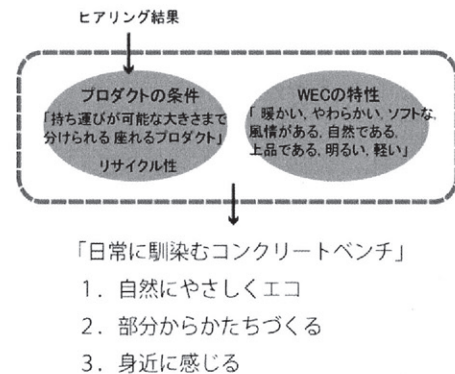 ヒアリング結果
プロダクトの条件
「持ち運びが可能な大きさまで
分けられる 座れるプロダクト」
リサイクル性
WECの特性
「 暖かい, やわらかい, ソフトな,
風情がある, 自然である,
上品である, 明るい, 軽い」
「日常に馴染むコンクリートベンチ」
1. 自然にやさしくエコ
2. 部分からかたちづくる
3. 身近に感じる